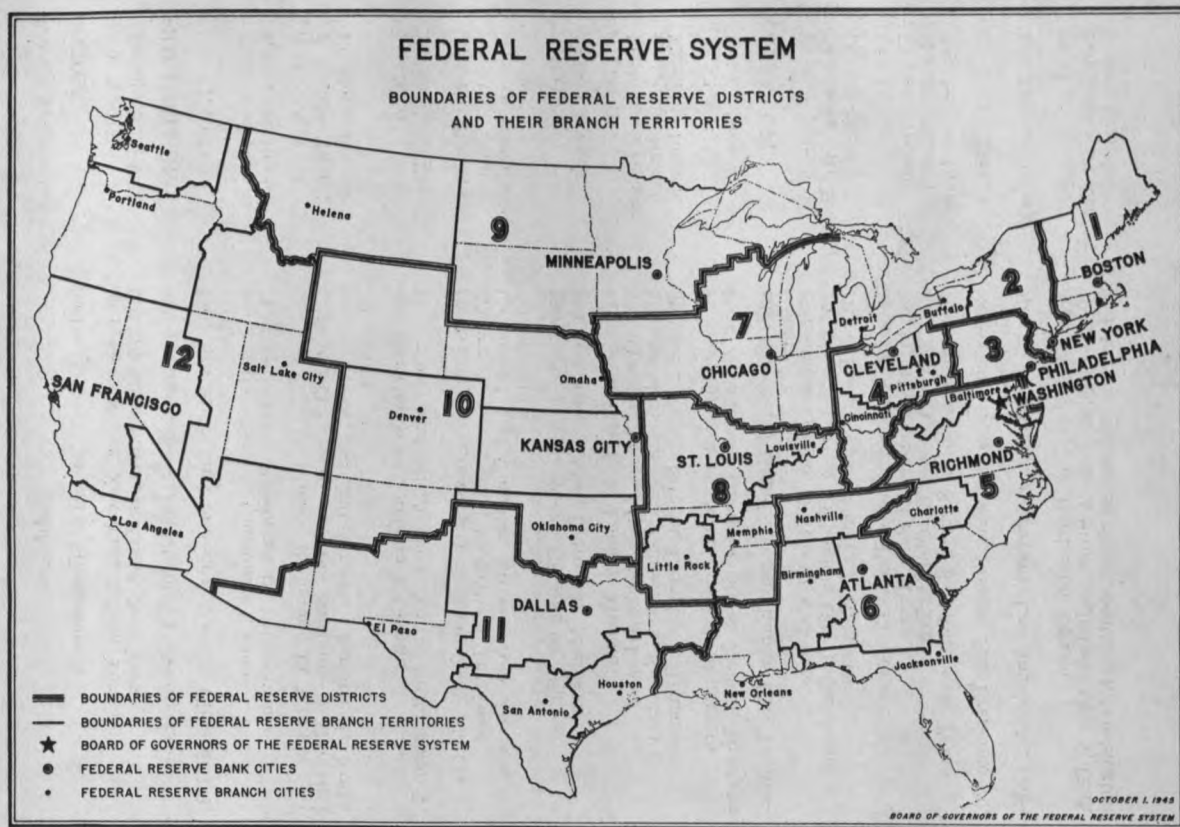 FEDERAL RESERVE SYSTEM
BOUNDARIES OF FEDERAL RESERVE DISTRICTS
AND THEIR BRANCH TERRITORIES
Seattle
Portland
Helena
9
MINNEAPOLIS
1
BOSTON
2
Buffalo
Detroit
7
CHICAGO
CLEVELAND
4
Pittsburgh
Cincinnati
3
NEW YORK
PHILADELPHIA
WASHINGTON
Baltimore
12
SAN FRANCISCO
Salt Lake City
Omaha
10
Denver
KANSAS CITY
ST. LOUIS
8
Louisville
RICHMOND
5
Charlotte
Los Angeles
Oklahoma City
Little Rock
Memphis
Nashville
Birmingham
ATLANTA
6
DALLAS
11
El Paso
Houston
San Antonio
New Orleans
Jacksonville
BOUNDARIES OF FEDERAL RESERVE DISTRICTS
BOUNDARIES OF FEDERAL RESERVE BRANCH TERRITORIES
BOARD OF GOVERNORS OF THE FEDERAL RESERVE SYSTEM
FEDERAL RESERVE BANK CITIES
FEDERAL RESERVE BRANCH CITIES
OCTOBER 1,
BOARD OF GOVERNORS OF THE FEDERAL RESERVE SYSTEM